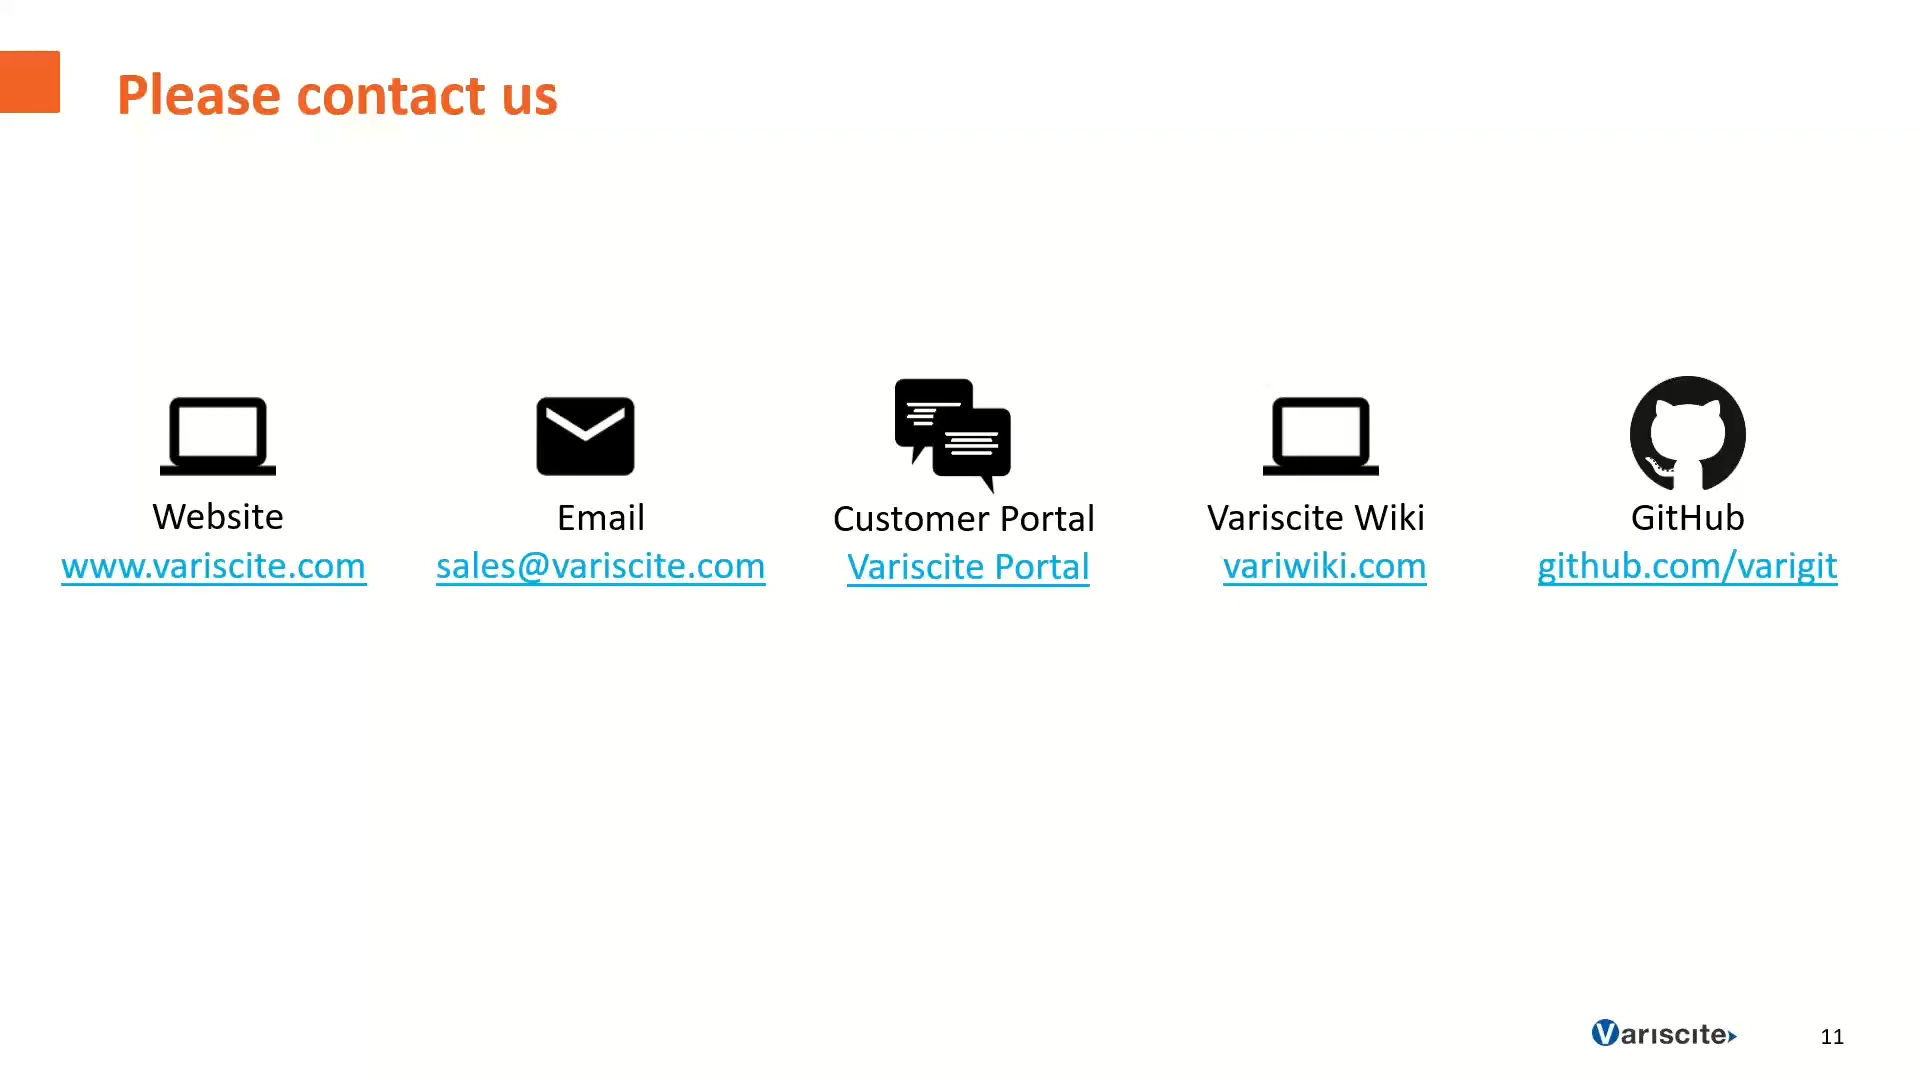 Please contact us
Website
www.variscite.com
Email
sales@variscite.com
Customer Portal
Variscite Portal
Variscite Wiki
variwiki.com
GitHub
github.com/varigit
Variscite
11